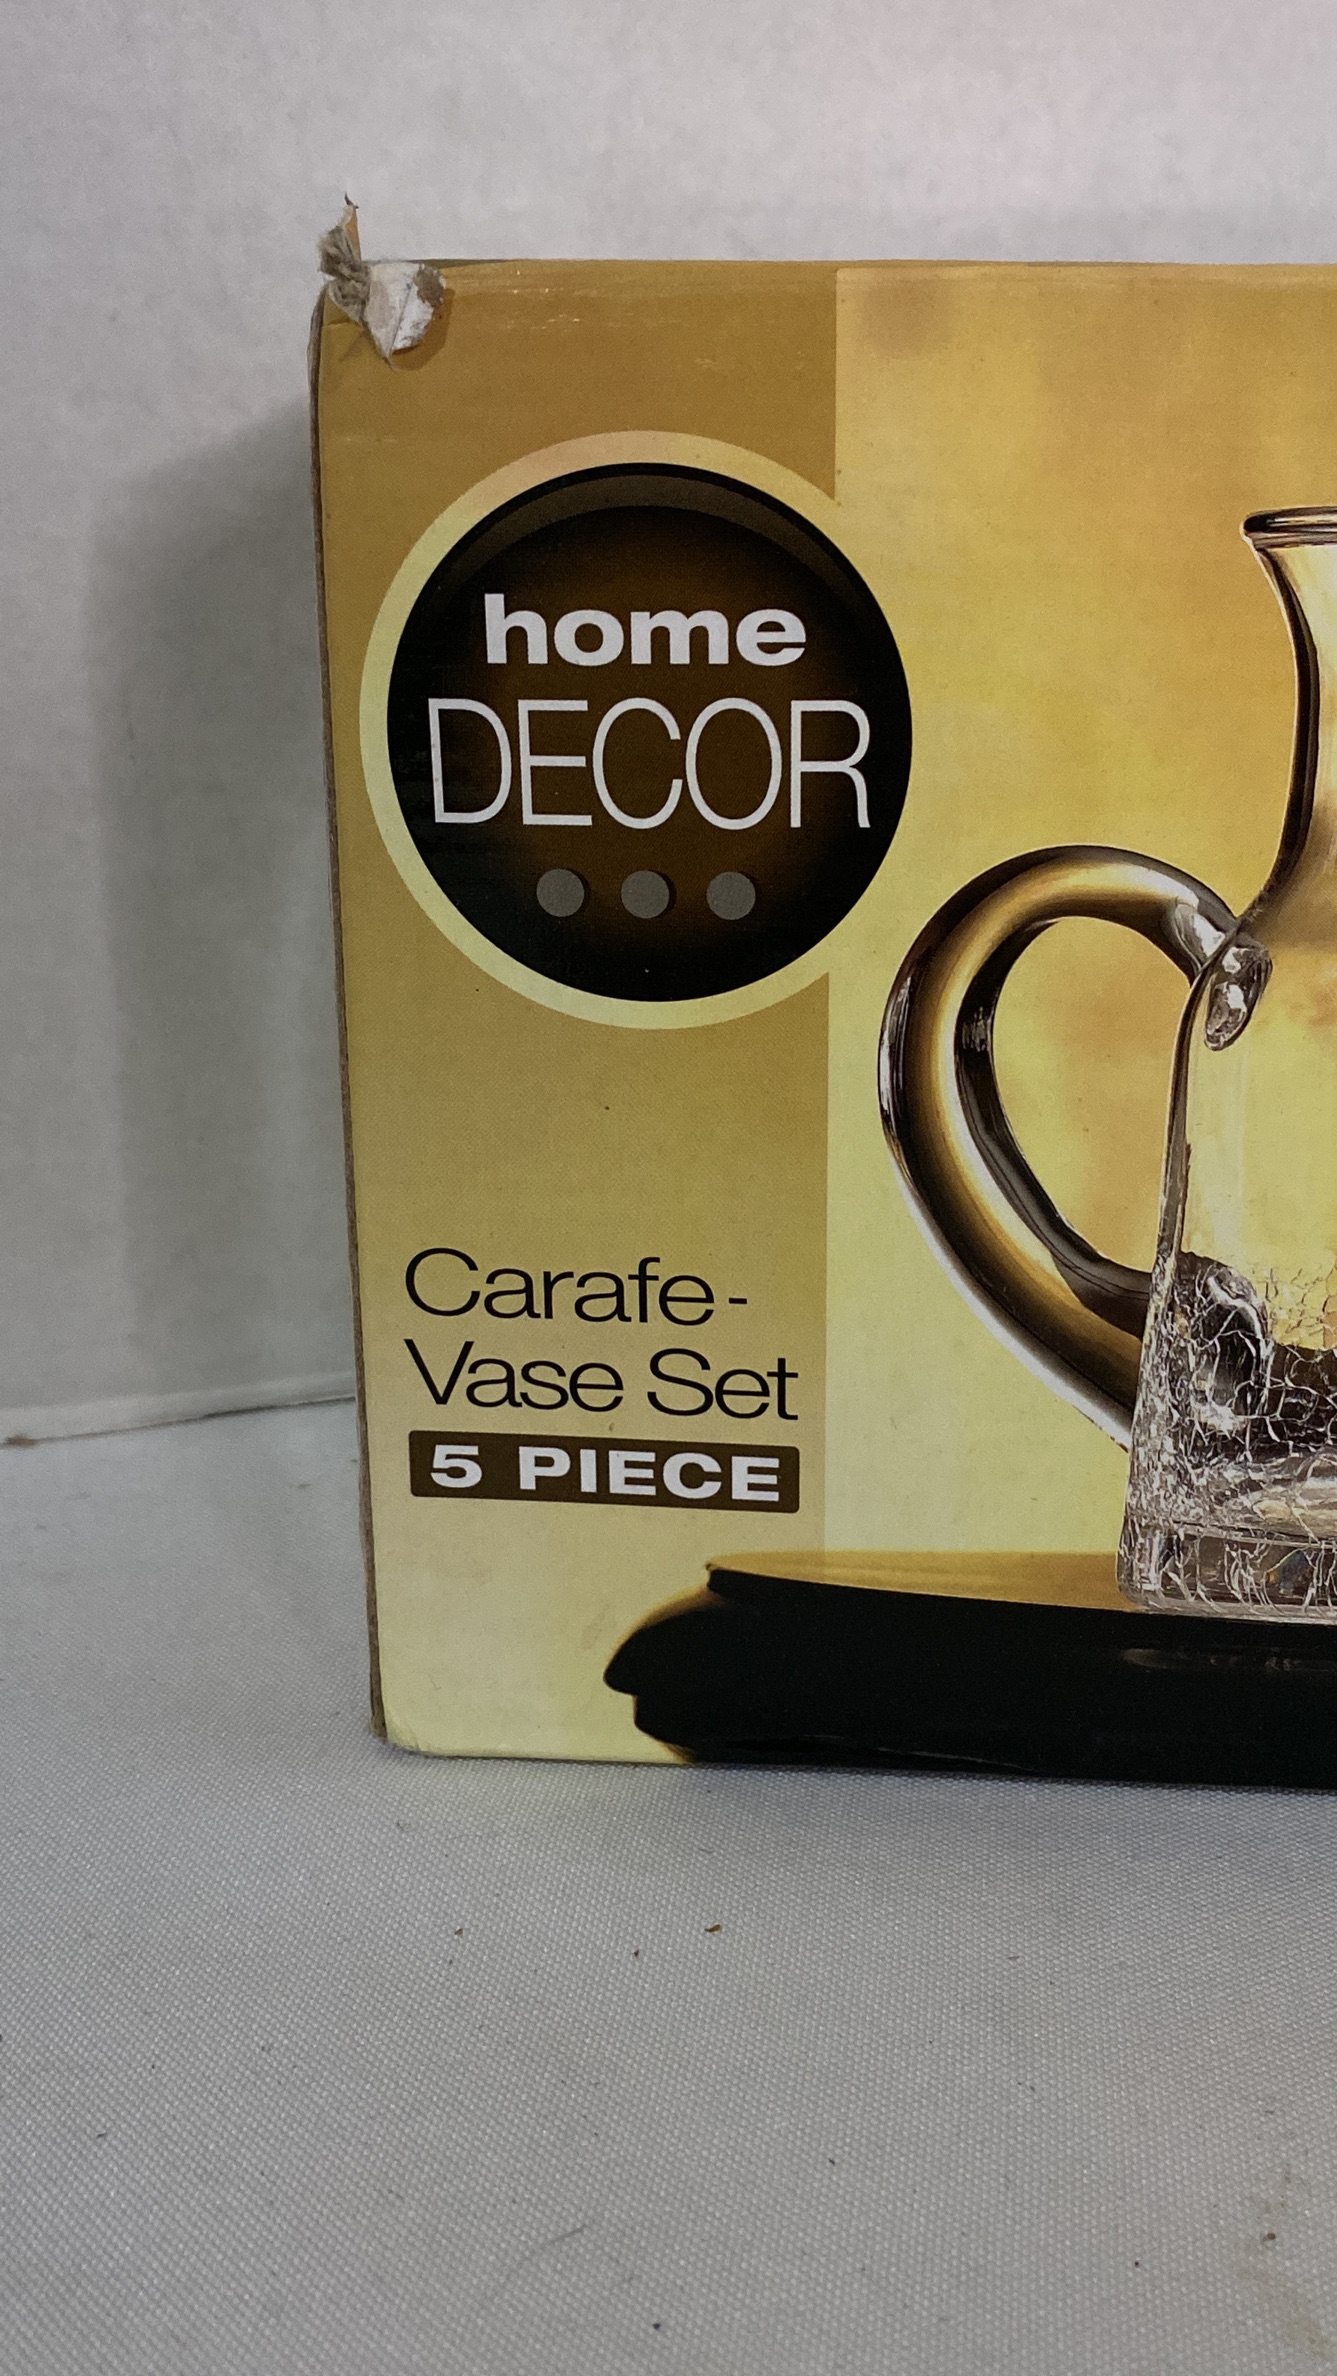 home
DECOR
Carafe-
Vase Set
5 PIECE